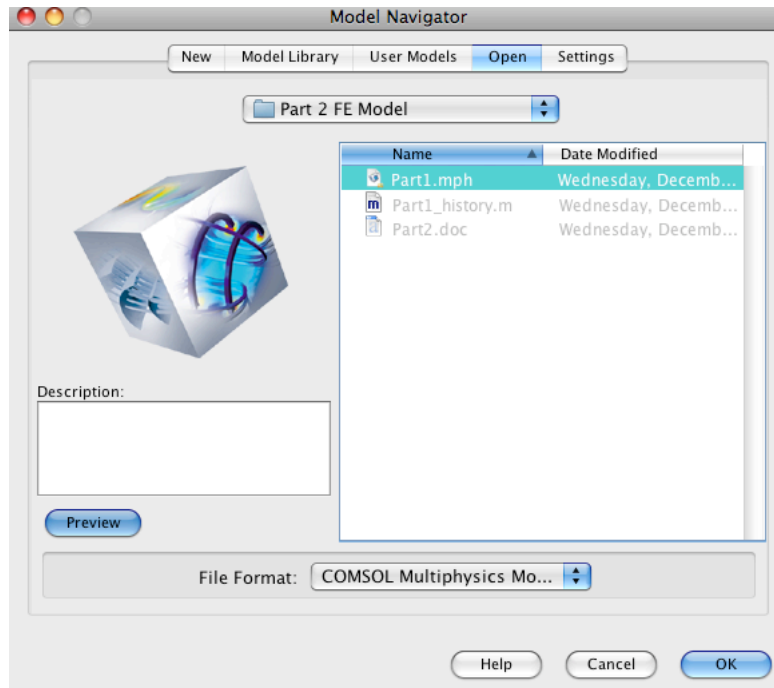 Model Navigator
New Model Library User Models Open Settings
Part 2 FE Model
Name Date Modified
Part1.mph Wednesday, Decemb...
Part1_history.m Wednesday, Decemb...
Part2.doc Wednesday, Decemb...
Description:
Preview
File Format: COMSOL Multiphysics Mo...
Help Cancel OK